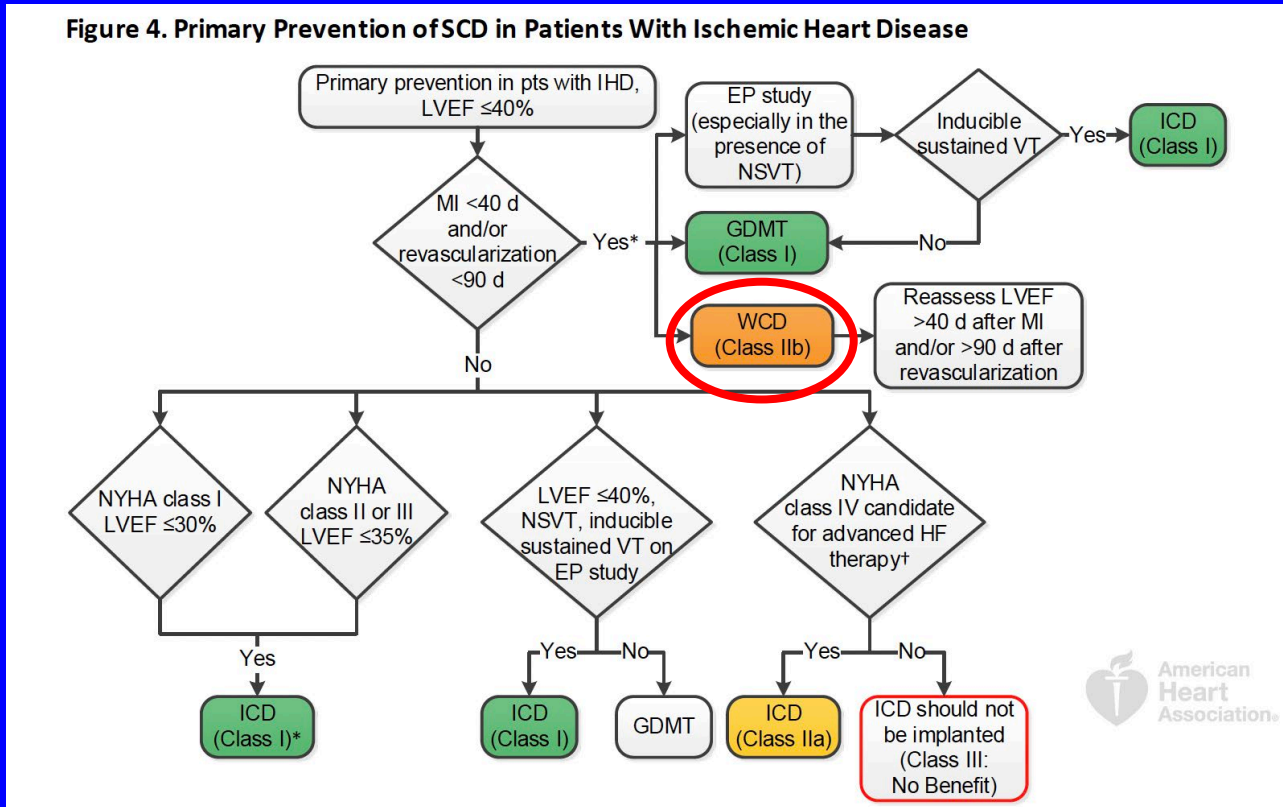 Figure 4. Primary Prevention of SCD in Patients With Ischemic Heart Disease
Primary prevention in pts with IHD,
LVEF ≤40%
MI <40 d
and/or
revascularization
<90 d
Yes*
EP study
(especially in the
presence of
NSVT)
Inducible
sustained VT
Yes
ICD
(Class I)
No
GDMT
(Class I)
WCD
(Class IIb)
Reassess LVEF
>40 d after MI
and/or >90 d after
revascularization
No
NYHA class I
LVEF ≤30%
NYHA
class II or III
LVEF ≤35%
Yes
ICD
(Class I)*
LVEF ≤40%,
NSVT, inducible
sustained VT on
EP study
Yes
No
ICD
(Class I)
GDMT
NYHA
class IV candidate
for advanced HF
therapy†
Yes
No
ICD
(Class IIa)
ICD should not
be implanted
(Class III:
No Benefit)
American
Heart
Association®